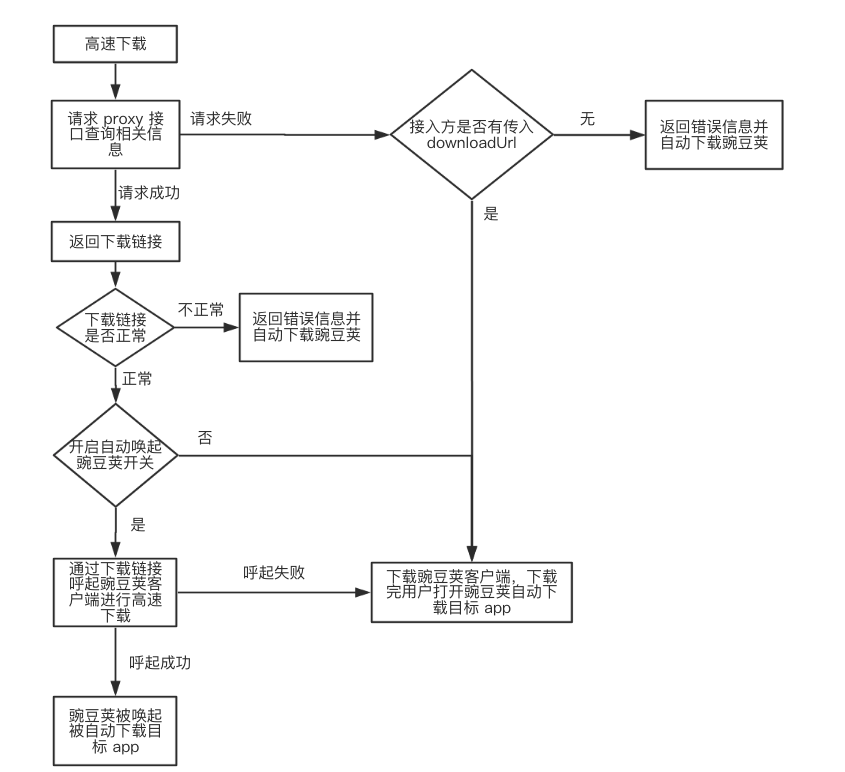 高速下载
请求 proxy 接
口查询相关信
息
请求失败
接入方是否有传入
downloadUrl
无
返回错误信息并
自动下载豌豆荚
请求成功
是
返回下载链接
下载链接
是否正常
不正常
返回错误信息并
自动下载豌豆荚
正常
开启自动唤起
豌豆荚开关
否
是
通过下载链接
呼起豌豆荚客
户端进行高速
下载
呼起失败
下载豌豆荚客户端，下载
完用户打开豌豆荚自动下
载目标 app
呼起成功
豌豆荚被唤起
被自动下载目
标 app